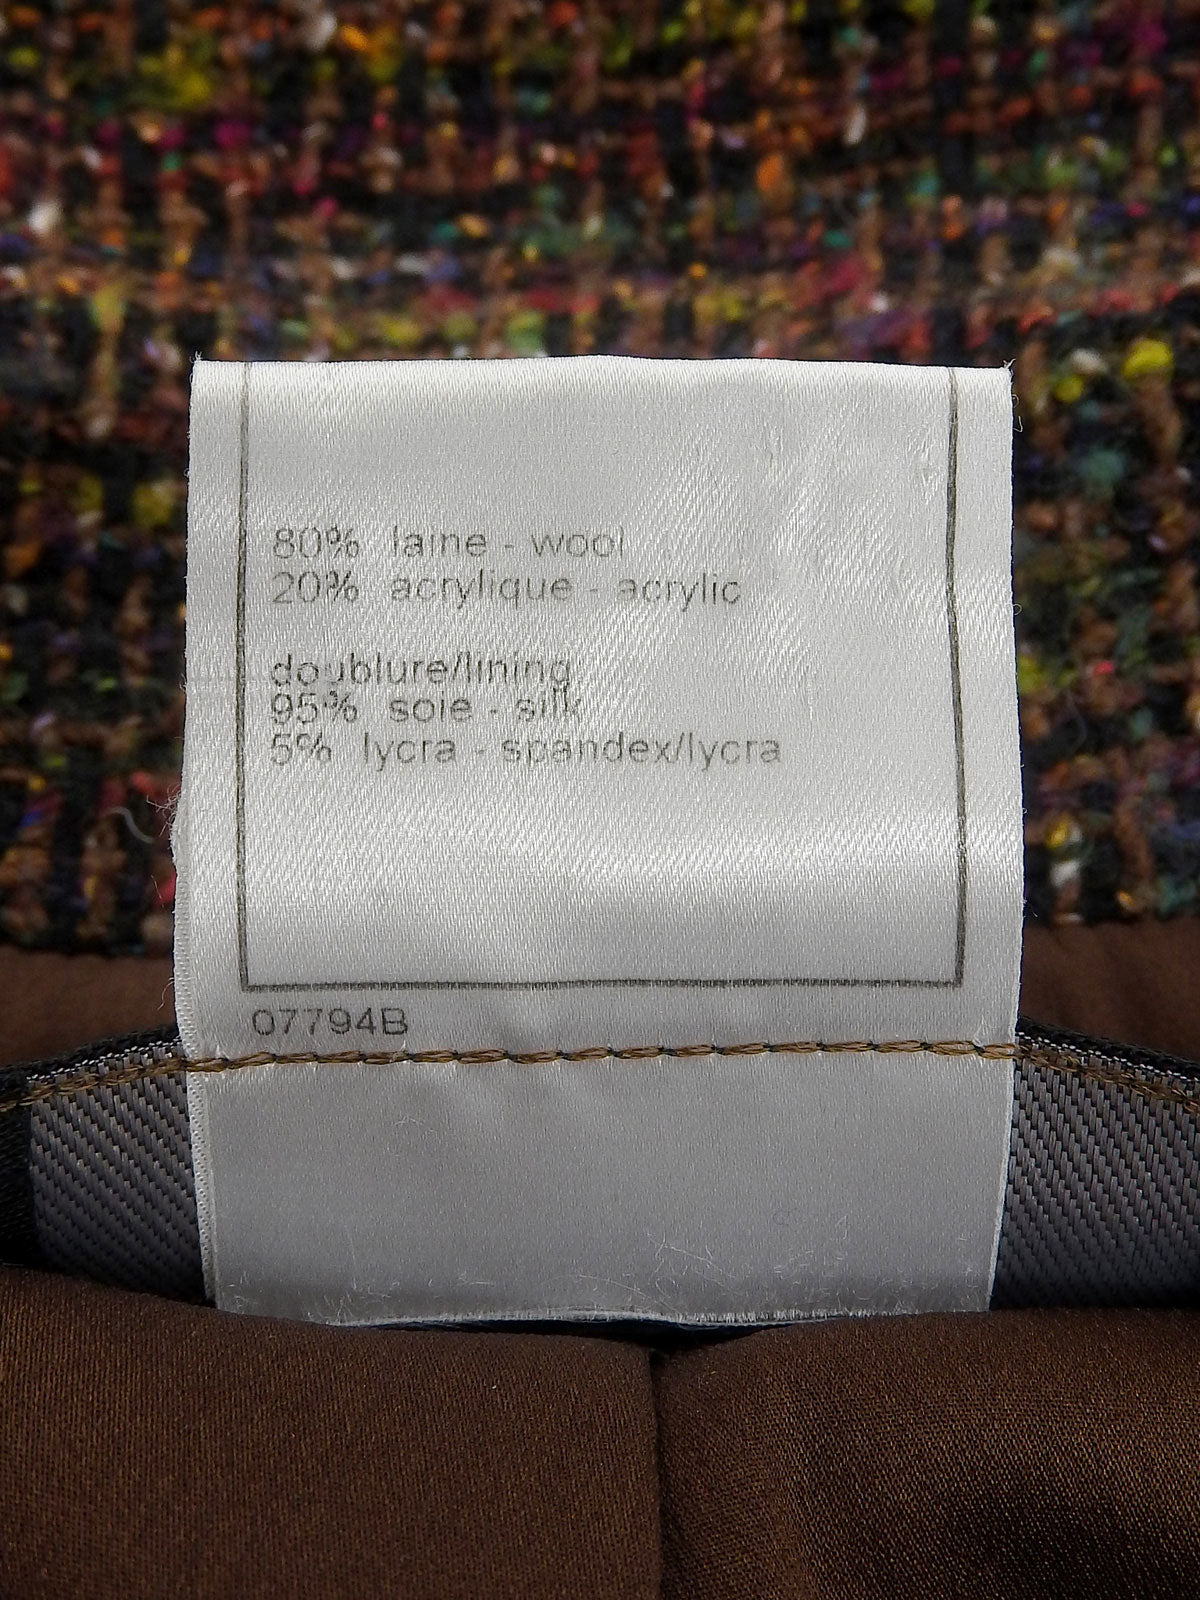 80% laine - wool
20% acrylique - acrylic
doublure/lining:
95% soie - silk
5% lycra - spandex/lycra
07794B